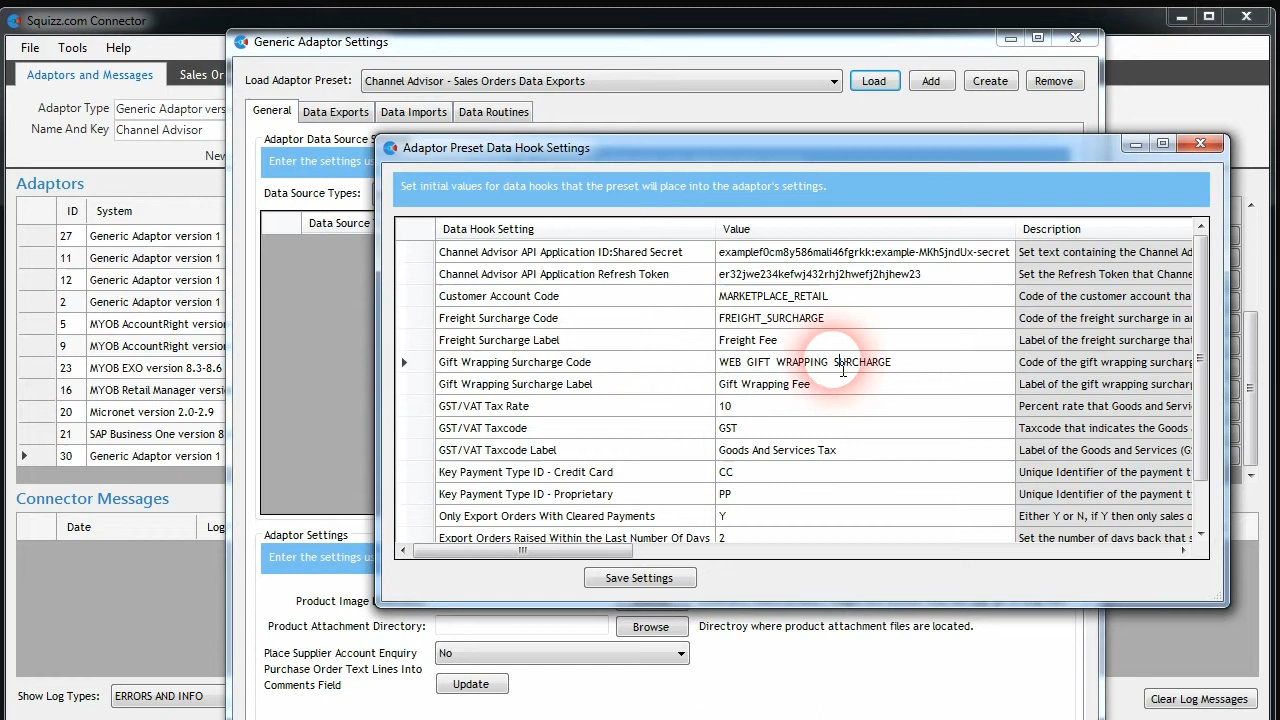 Squizz.com Connector
File Tools Help
Adaptors and Messages
Sales Or
Adaptor Type
Generic Adaptor vers
Name And Key
Channel Advisor
New
Adaptors
ID System
27 Generic Adaptor version 1
11 Generic Adaptor version 1
12 Generic Adaptor version 1
2 Generic Adaptor version 1
5 MYOB AccountRight version
23 MYOB EXO version 8.3-8.6
16 MYOB Retail Manager version
20 Micronet version 2.0-2.9
21 SAP Business One version 8
30 Generic Adaptor version 1
Connector Messages
Date Log
Show Log Types:
ERRORS AND INFO
Clear Log Messages
Generic Adaptor Settings
Load Adaptor Preset:
Channel Advisor - Sales Orders Data Exports
Load
Add
Create
Remove
General
Data Exports
Data Imports
Data Routines
Adaptor Data Source S
Enter the settings us
Data Source Types:
Data Source T
Adaptor Settings
Enter the settings us
Product Image
Product Attachment Directory:
Browse
Directroy where product attachment files are located.
Place Supplier Account Enquiry
Purchase Order Text Lines Into
Comments Field
No
Update
Adaptor Preset Data Hook Settings
Set initial values for data hooks that the preset will place into the adaptor's settings.
Data Hook Setting Value Description
Channel Advisor API Application ID:Shared Secret examplef0cm8y586mali46fgrkk:example-MKh5jndUx-secret Set text containing the Channel Ad
Channel Advisor API Application Refresh Token er32jwe234kefwj432rhj2hwefj2hjhew23 Set the Refresh Token that Channe
Customer Account Code MARKETPLACE_RETAIL Code of the customer account tha
Freight Surcharge Code FREIGHT_SURCHARGE Code of the freight surcharge in ar
Freight Surcharge Label Freight Fee Label of the freight surcharge that
Gift Wrapping Surcharge Code WEB GIFT WRAPPING SURCHARGE Code of the gift wrapping surcharg
Gift Wrapping Surcharge Label Gift Wrapping Fee Label of the gift wrapping surcharg
GST/VAT Tax Rate 10 Percent rate that Goods and Servi
GST/VAT Taxcode GST Taxcode that indicates the Goods
GST/VAT Taxcode Label Goods And Services Tax Label of the Goods and Services (G
Key Payment Type ID - Credit Card CC Unique Identifier of the payment t
Key Payment Type ID - Proprietary PP Unique Identifier of the payment t
Only Export Orders With Cleared Payments Y Either Y or N, if Y then only sales o
Export Orders Raised Within the Last Number Of Days 2 Set the number of days back that s
Save Settings